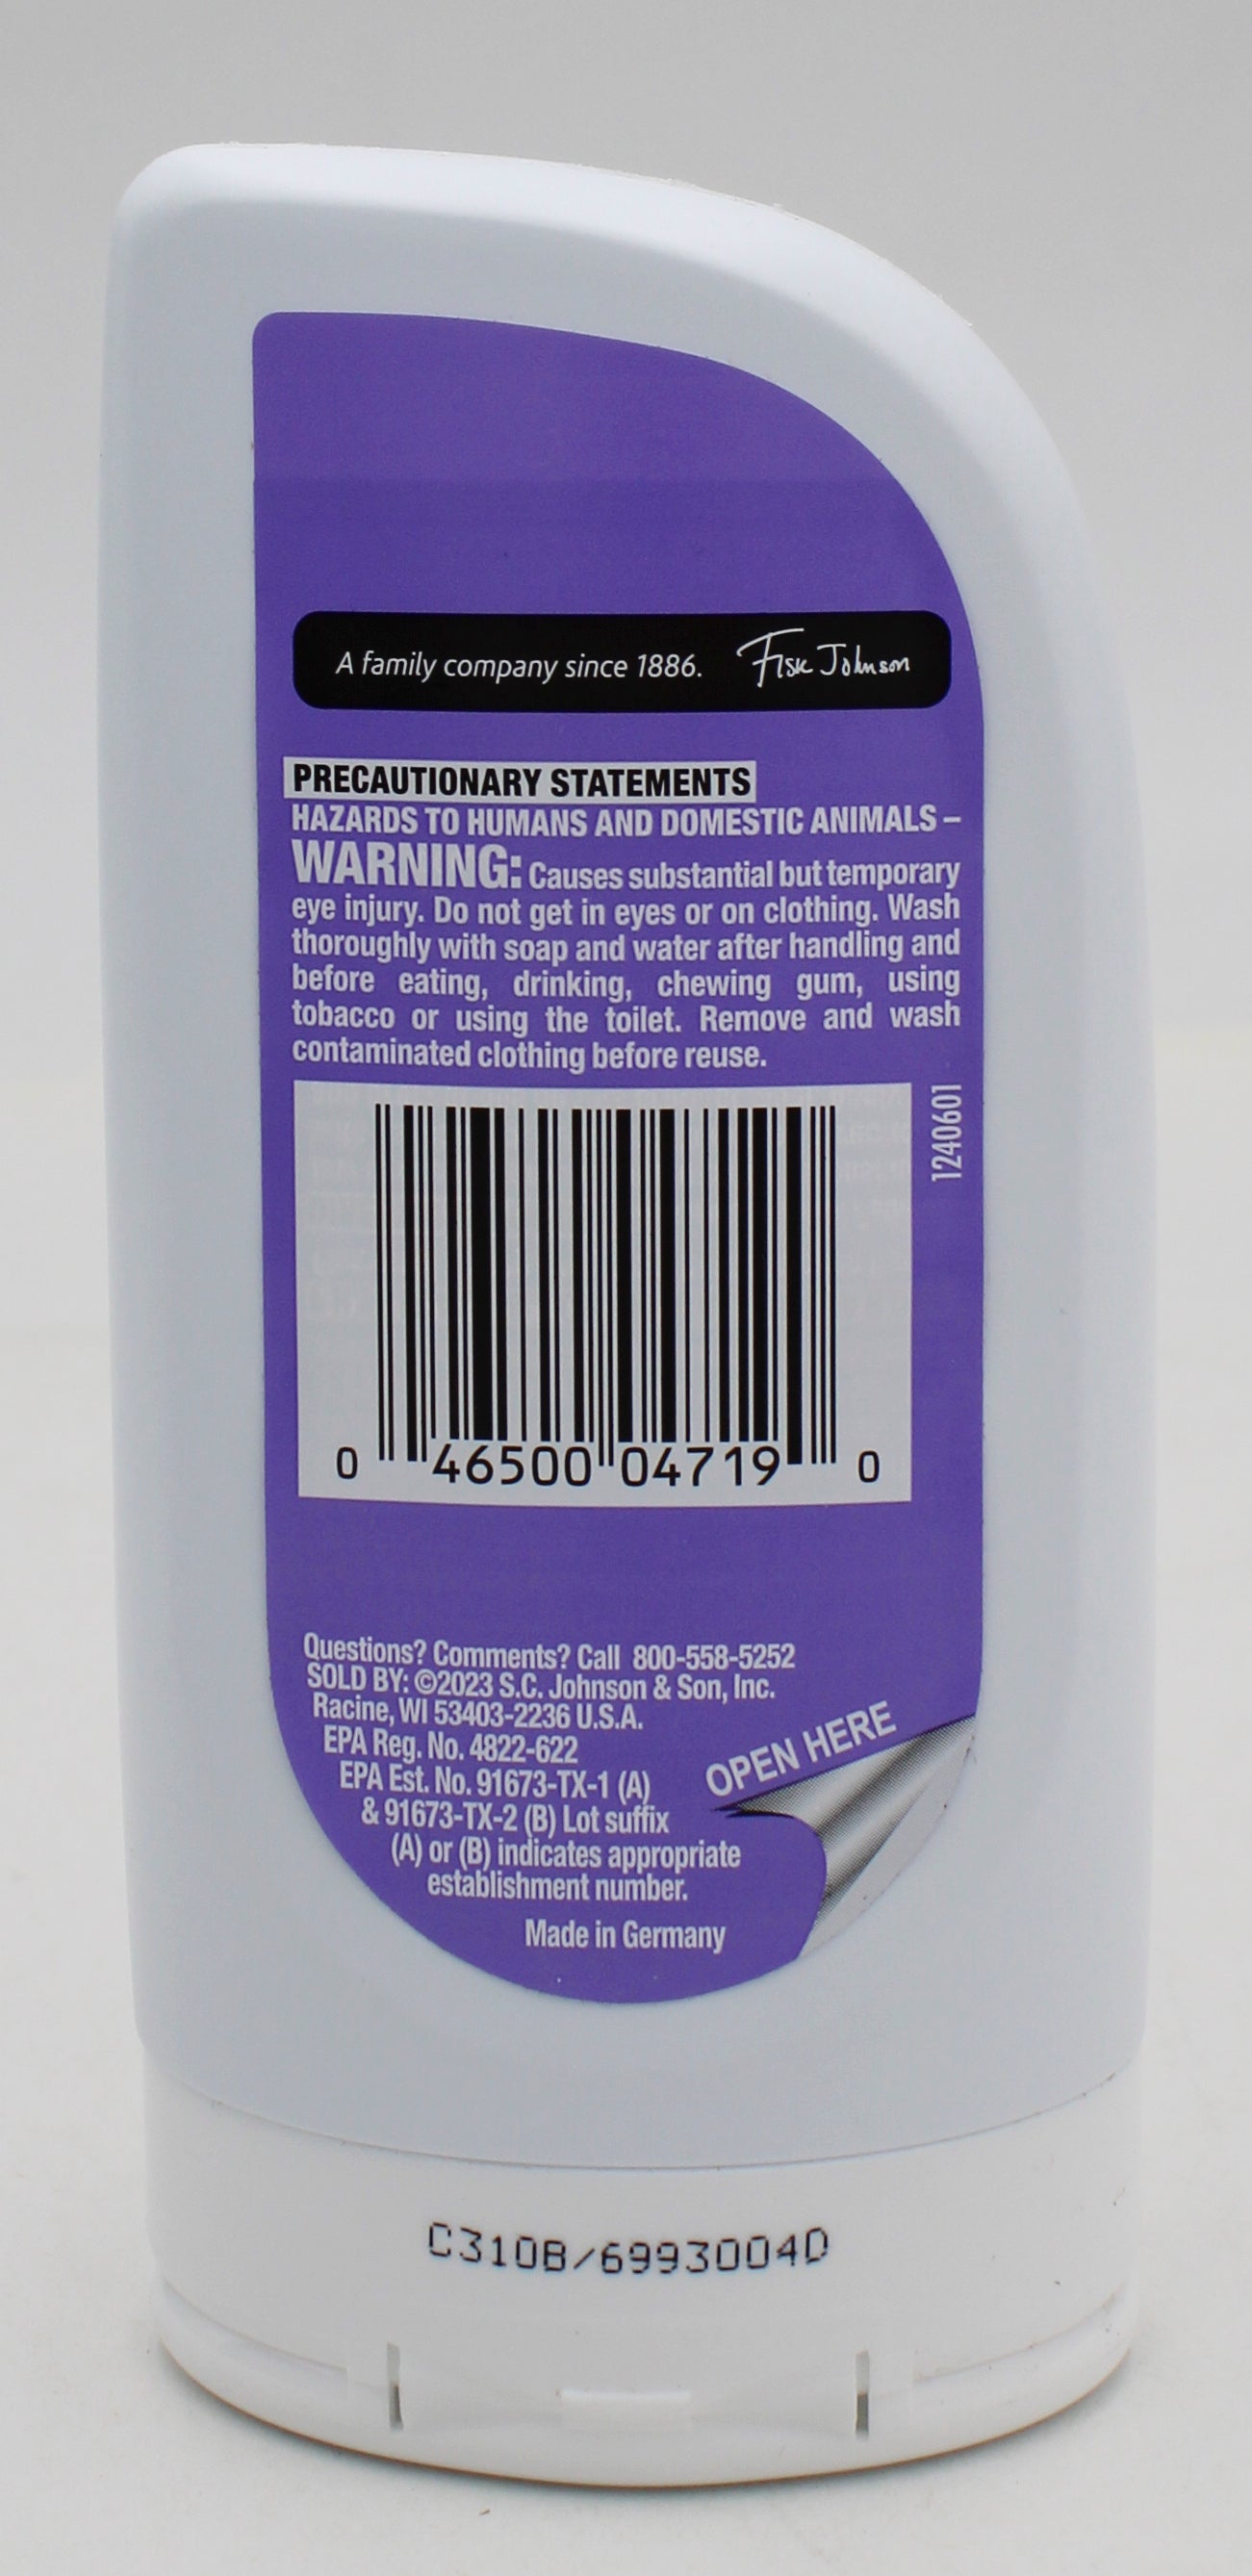 A family company since 1886. Fisk Johnson
PRECAUTIONARY STATEMENTS
HAZARDS TO HUMANS AND DOMESTIC ANIMALS –
WARNING: Causes substantial but temporary
eye injury. Do not get in eyes or on clothing. Wash
thoroughly with soap and water after handling and
before eating, drinking, chewing gum, using
tobacco or using the toilet. Remove and wash
contaminated clothing before reuse.
1240601
0 46500 04719 0
Questions? Comments? Call 800-558-5252
SOLD BY: ©2023 S.C. Johnson & Son, Inc.
Racine, WI 53403-2236 U.S.A.
EPA Reg. No. 4822-622
EPA Est. No. 91673-TX-1 (A)
& 91673-TX-2 (B) Lot suffix
(A) or (B) indicates appropriate
establishment number.
Made in Germany
OPEN HERE
C310B/6993004D